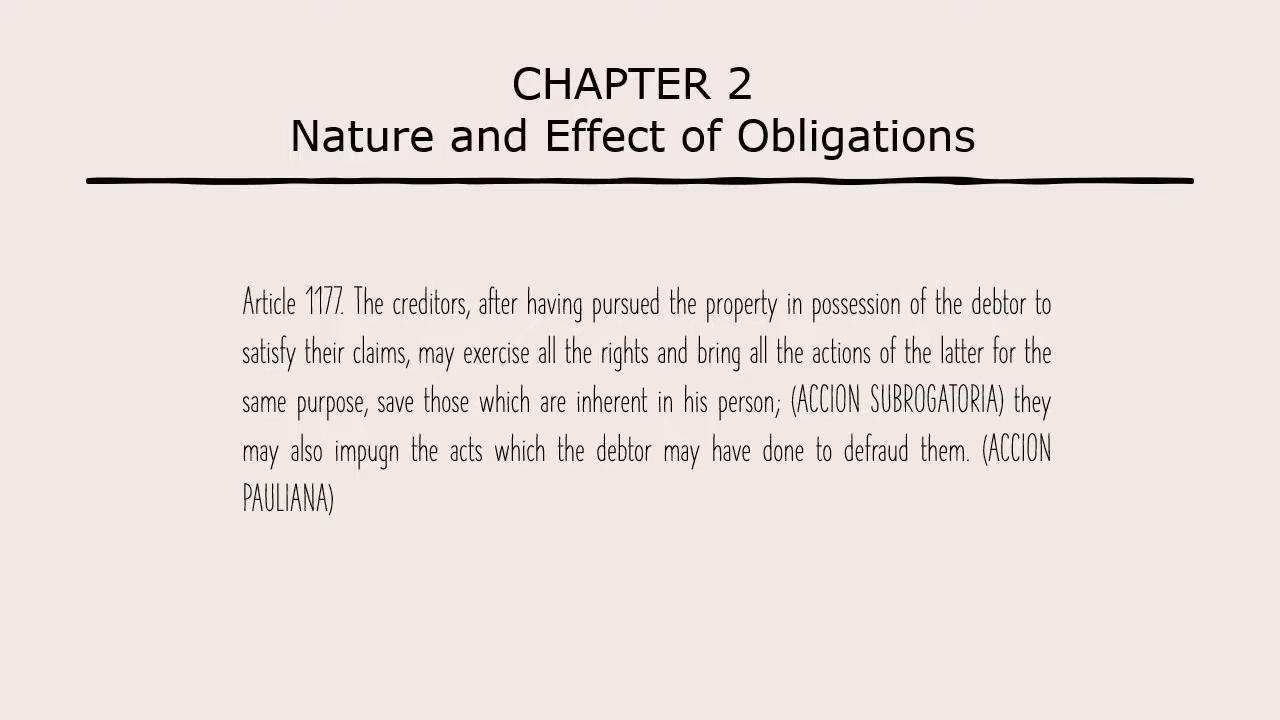 CHAPTER 2
Nature and Effect of Obligations
Article 1177. The creditors, after having pursued the property in possession of the debtor to
satisfy their claims, may exercise all the rights and bring all the actions of the latter for the
same purpose, save those which are inherent in his person; (ACCION SUBROGATORIA) they
may also impugn the acts which the debtor may have done to defraud them. (ACCION
PAULIANA)